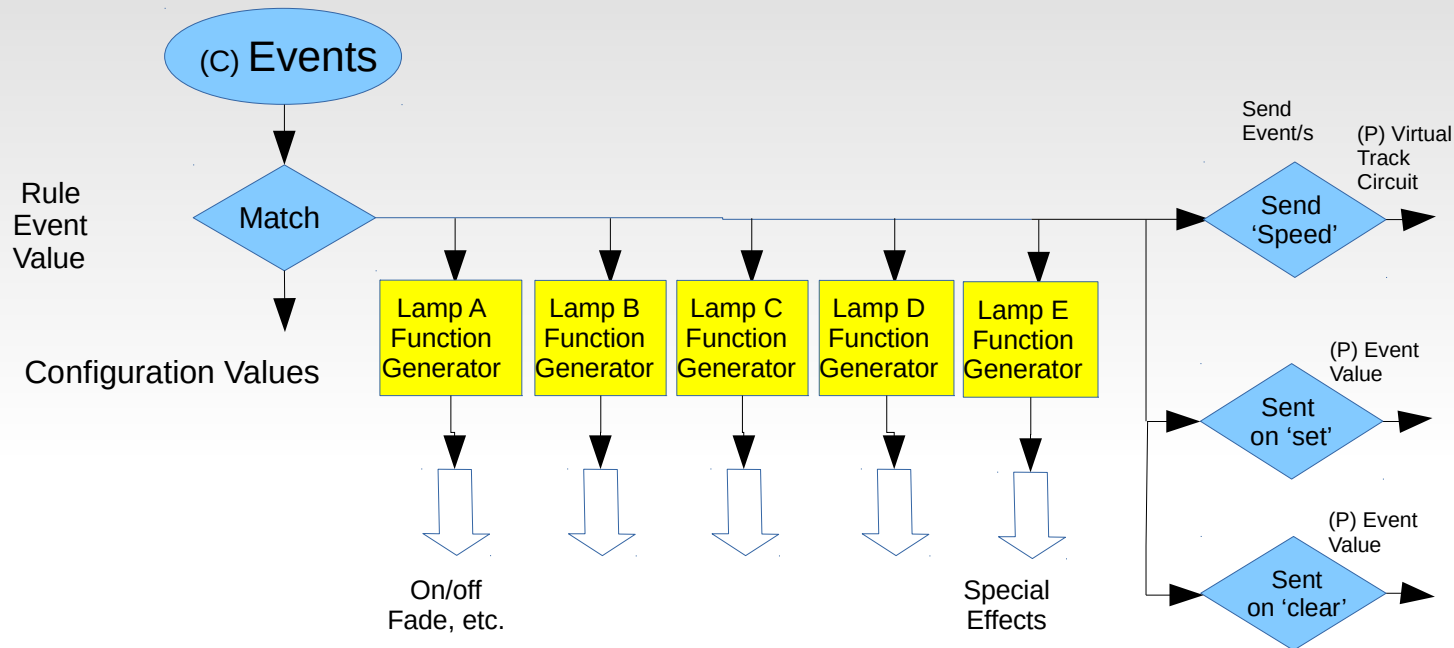 (C) Events
Send
Event/s
(P) Virtual
Track
Circuit
Rule
Event
Value
Match
Send
‘Speed’
Lamp A
Function
Generator
Lamp B
Function
Generator
Lamp C
Function
Generator
Lamp D
Function
Generator
Lamp E
Function
Generator
Configuration Values
(P) Event
Value
Sent
on ‘set’
(P) Event
Value
Sent
on ‘clear’
On/off
Fade, etc.
Special
Effects